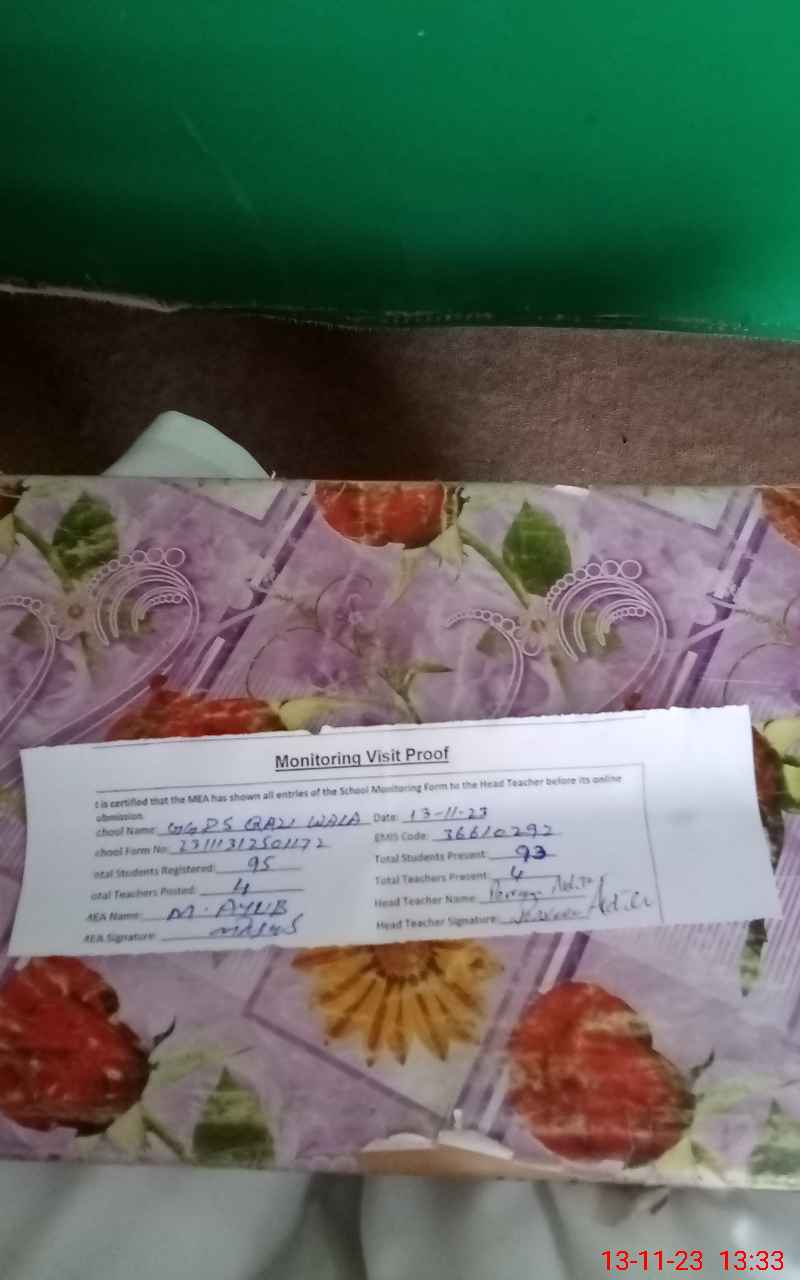 Monitoring Visit Proof
t is certified that the MEA has shown all entries of the School Monitoring Form to the Head Teacher before its online
ubmission.
chool Name: GGPS QAZI WALA Date: 13-11-23
chool Form No: EMIS Code: 36610292
otal Students Registered: 95 Total Students Present: 93
otal Teachers Posted: 4 Total Teachers Present: 4
AEA Name: M. AYUB Head Teacher Name:
AEA Signature: Head Teacher Signature:
13-11-23 13:33